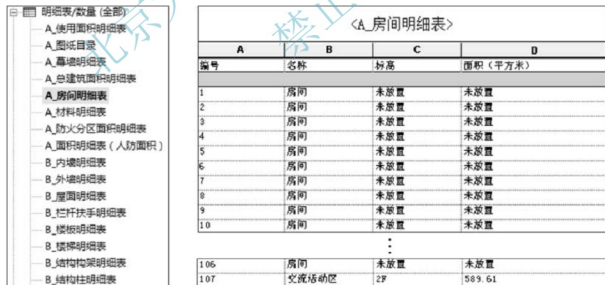 明细表/数量 (全部)
A_使用面积明细表
A_图纸目录
A_幕墙明细表
A_总建筑面积明细表
A_房间明细表
A_材料明细表
A_防火分区面积明细表
A_面积明细表（人防面积）
B_内墙明细表
B_外墙明细表
B_屋面明细表
B_栏杆扶手明细表
B_楼板明细表
B_楼梯明细表
B_结构构架明细表
B_结构柱明细表
<A_房间明细表>
A B C D
编号 名称 标高 面积（平方米）
1 房间 未放置 未放置
2 房间 未放置 未放置
3 房间 未放置 未放置
4 房间 未放置 未放置
5 房间 未放置 未放置
6 房间 未放置 未放置
7 房间 未放置 未放置
8 房间 未放置 未放置
9 房间 未放置 未放置
10 房间 未放置 未放置
⋮
106 房间 未放置 未放置
107 交流活动区 2F 589.61
北京
禁止